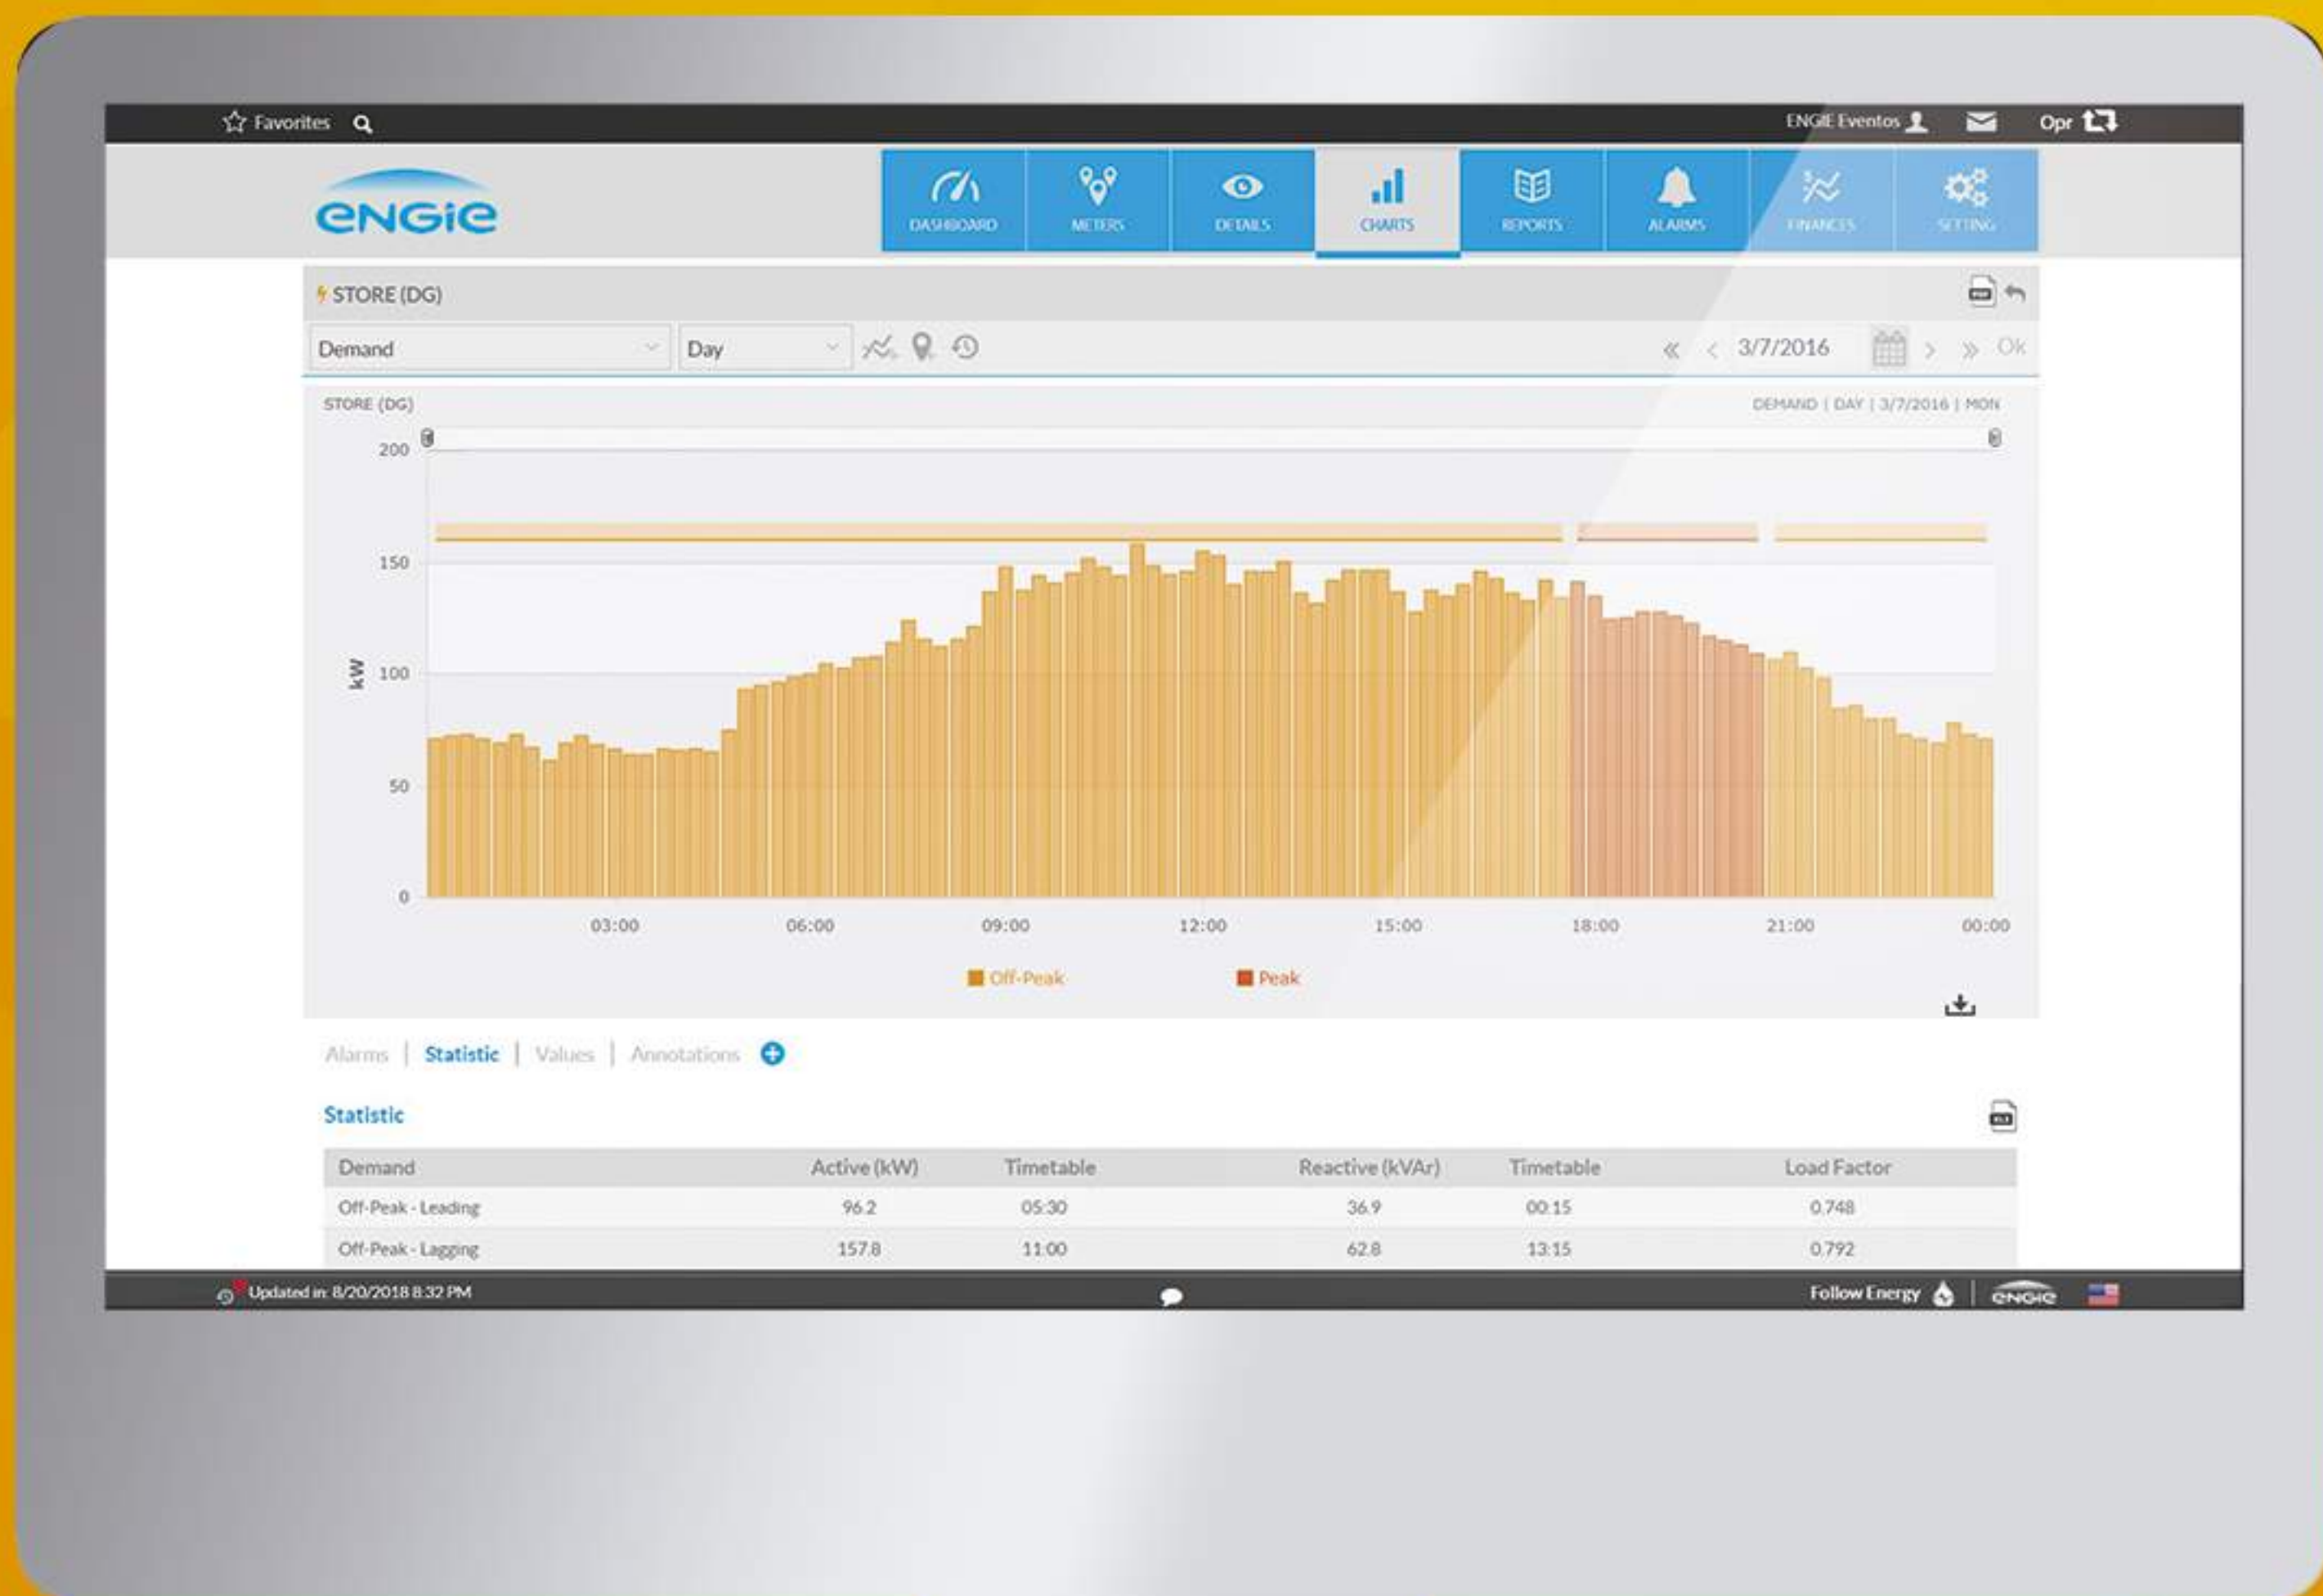 Favorites
ENGIE Eventos
Opr
ENGIE
DASHBOARD
METERS
DETAILS
CHARTS
REPORTS
ALARMS
FINANCES
SETTING
STORE (DG)
Demand
Day
« < 3/7/2016 > » Ok
STORE (DG)
DEMAND | DAY | 3/7/2016 | MON
200
150
100
50
0
kW
03:00 06:00 09:00 12:00 15:00 18:00 21:00 00:00
Off-Peak Peak
Alarms | Statistic | Values | Annotations
Statistic
XLS
Demand Active (kW) Timetable Reactive (kVAr) Timetable Load Factor
Off-Peak - Leading 96.2 05:30 36.9 00:15 0.748
Off-Peak - Lagging 157.8 11:00 62.8 13:15 0.792
Updated in: 8/20/2018 8:32 PM
Follow Energy
ENGIE